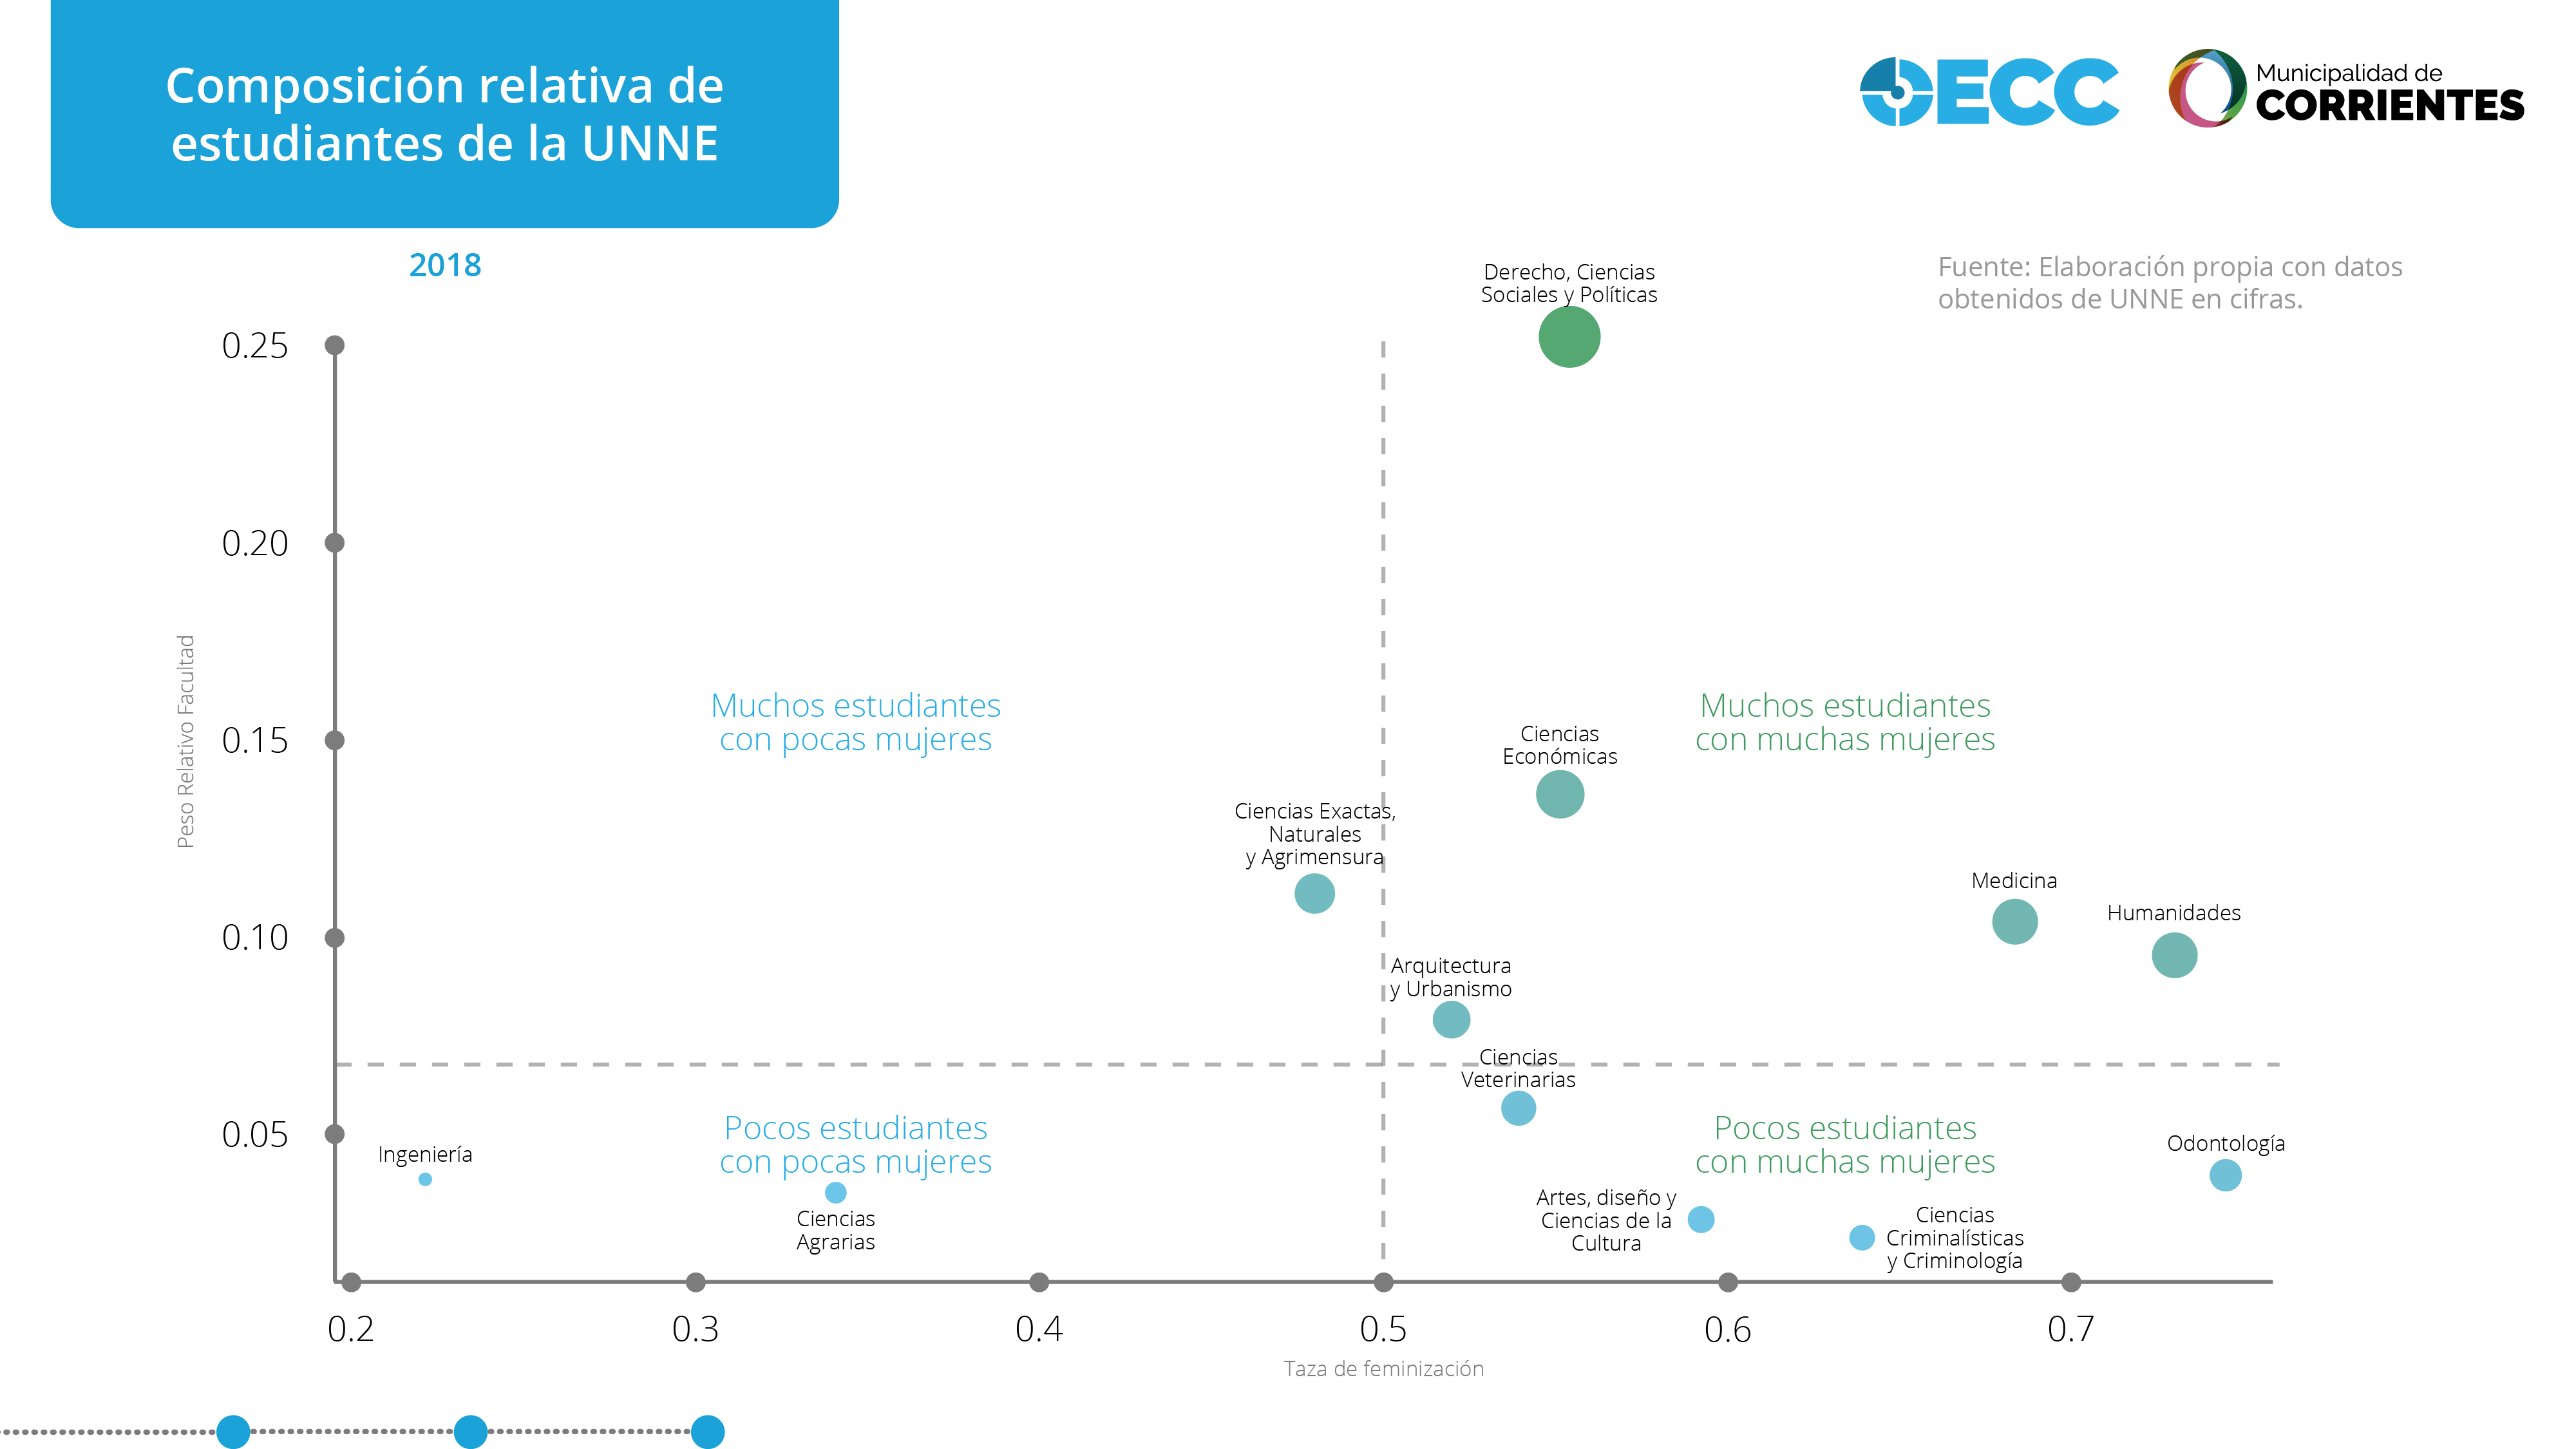 Composición relativa de
estudiantes de la UNNE
OECC
Municipalidad de
CORRIENTES
2018
Fuente: Elaboración propia con datos
obtenidos de UNNE en cifras.
Derecho, Ciencias
Sociales y Políticas
0.25
0.20
0.15
0.10
0.05
Peso Relativo Facultad
Muchos estudiantes
con pocas mujeres
Muchos estudiantes
con muchas mujeres
Ciencias
Económicas
Ciencias Exactas,
Naturales
y Agrimensura
Medicina
Humanidades
Arquitectura
y Urbanismo
Ciencias
Veterinarias
Pocos estudiantes
con pocas mujeres
Pocos estudiantes
con muchas mujeres
Ingeniería
Odontología
Ciencias
Agrarias
Artes, diseño y
Ciencias de la
Cultura
Ciencias
Criminalísticas
y Criminología
0.2
0.3
0.4
0.5
0.6
0.7
Taza de feminización